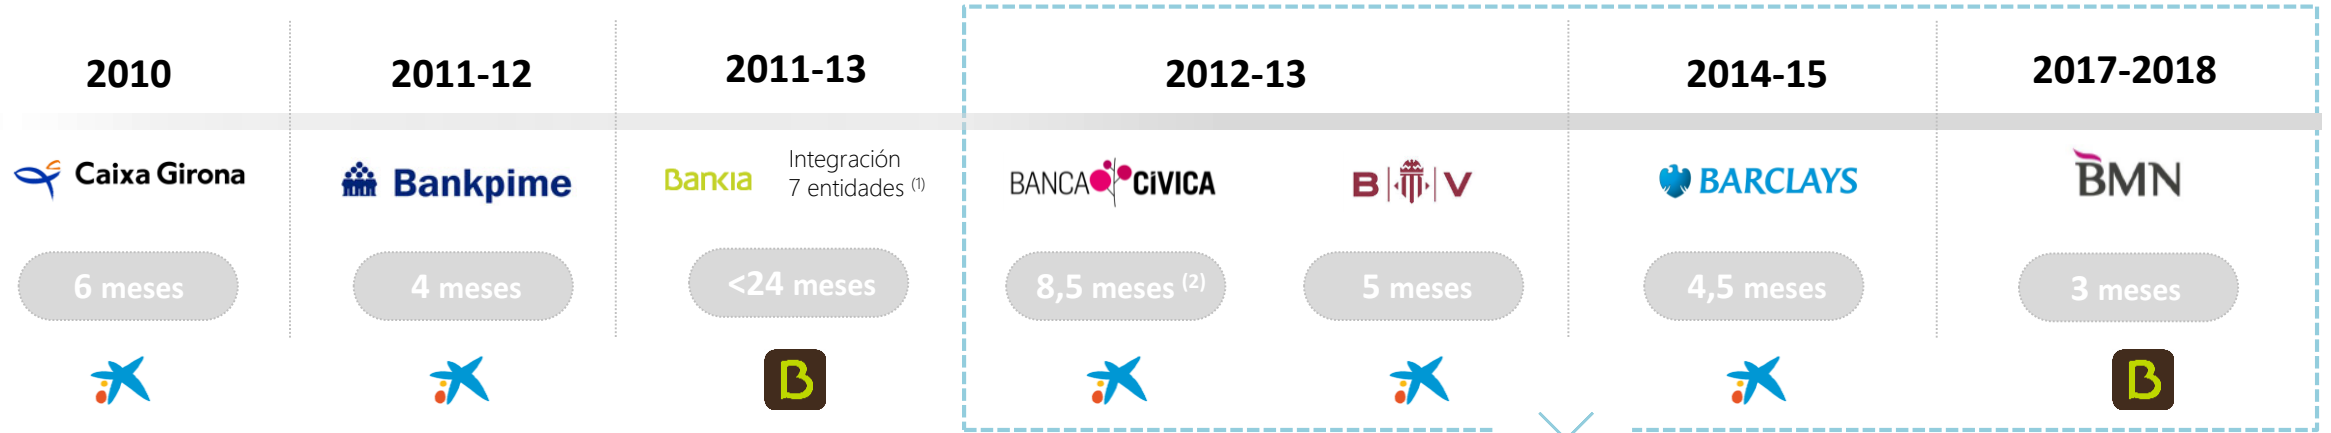 2010
2011-12
2011-13
2012-13
2014-15
2017-2018
Caixa Girona
Bankpime
Bankia
Integración
7 entidades (1)
BANCA CÍVICA
B V
BARCLAYS
BMN
6 meses
4 meses
<24 meses
8,5 meses (2)
5 meses
4,5 meses
3 meses
B
B